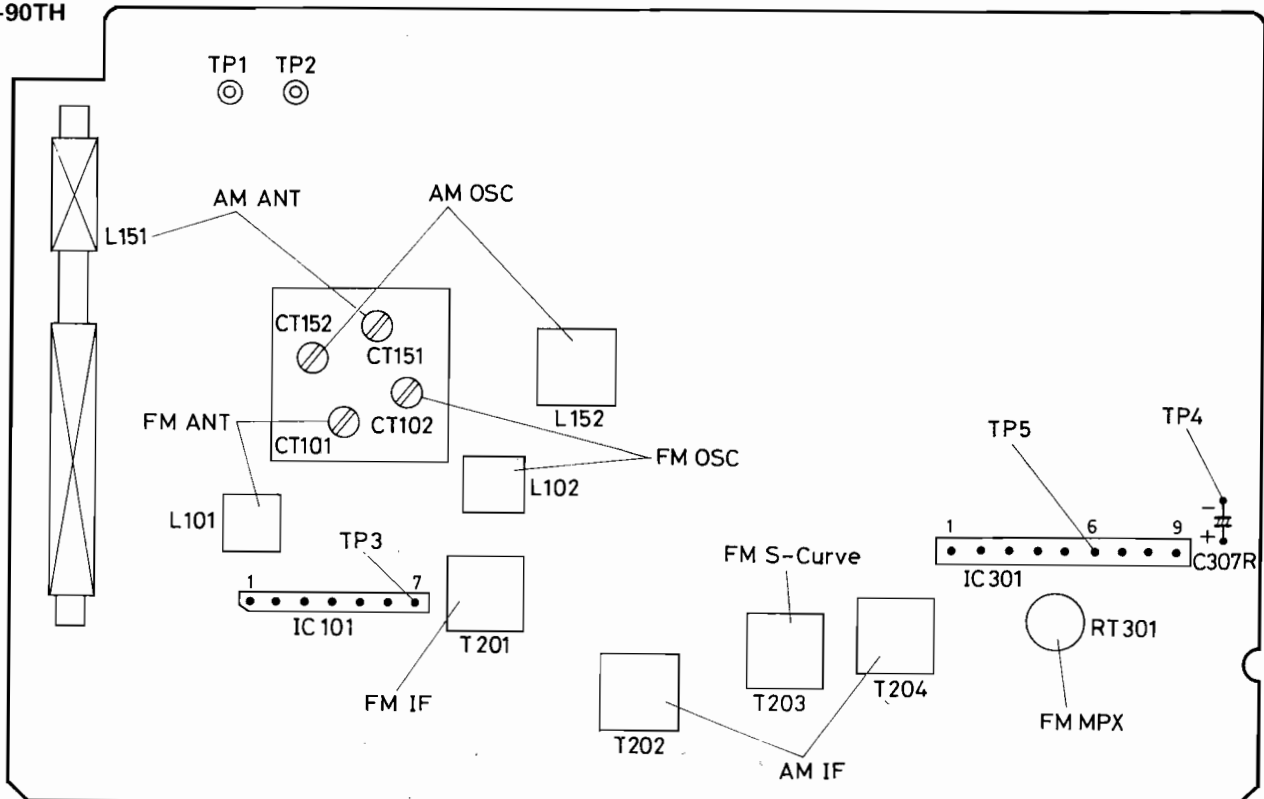 -90TH
TP1 TP2
AM ANT
AM OSC
L151
CT152
CT151
L152
FM ANT
CT102
CT101
FM OSC
TP5
TP4
L102
L101
TP3
1 6 9
-
+
C307R
IC301
FM S-Curve
1 7
IC101
T201
RT301
FM IF
T203
T204
T202
FM MPX
AM IF